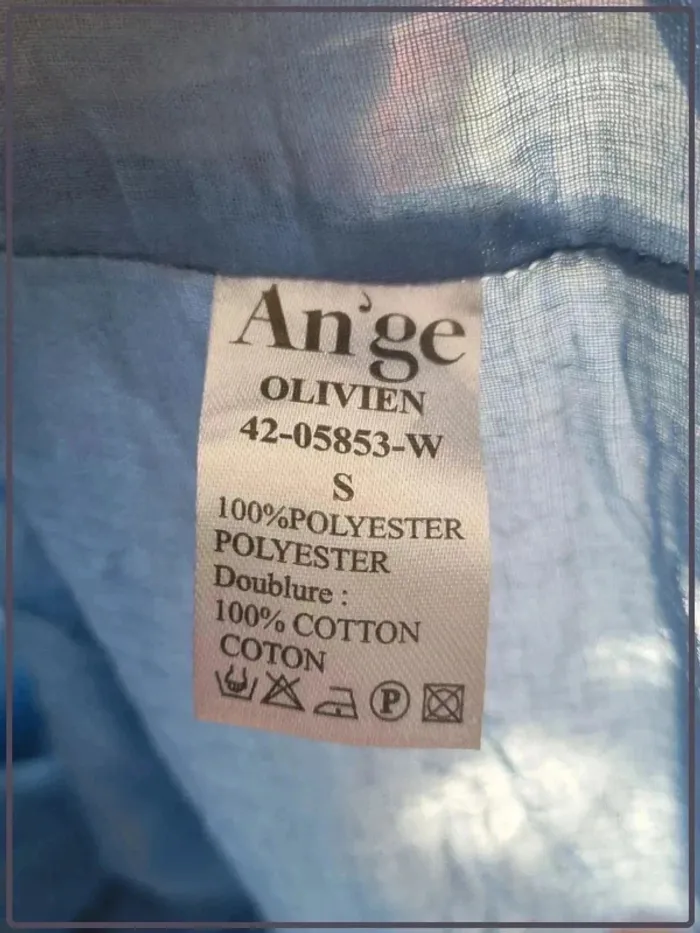 An'ge
OLIVIEN
42-05853-W
S
100%POLYESTER
POLYESTER
Doublure :
100% COTTON
COTON
P